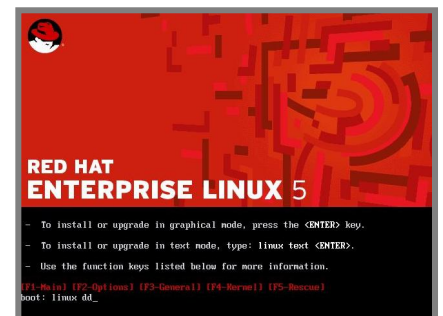 RED HAT
ENTERPRISE LINUX 5
- To install or upgrade in graphical mode, press the <ENTER> key.
- To install or upgrade in text mode, type: linux text <ENTER>.
- Use the function keys listed below for more information.
[F1-Main] [F2-Options] [F3-General] [F4-Kernel] [F5-Rescue]
boot: linux dd_